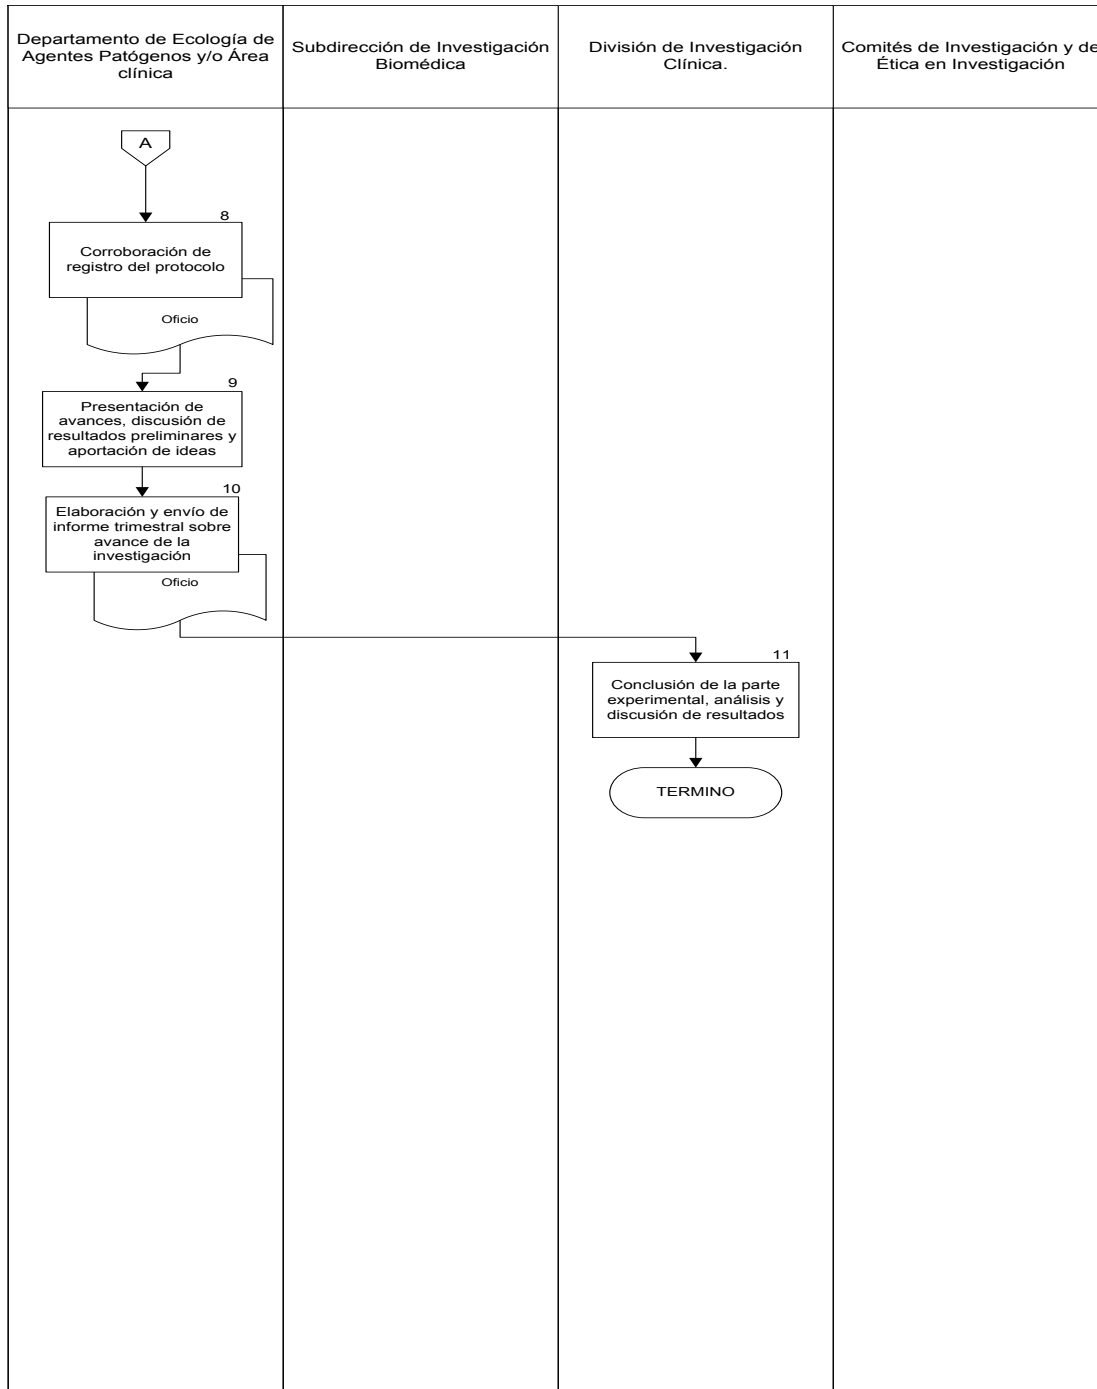 Departamento de Ecología de
Agentes Patógenos y/o Área
clínica
Subdirección de Investigación
Biomédica
División de Investigación
Clínica.
Comités de Investigación y de
Ética en Investigación
A
8
Corroboración de
registro del protocolo
Oficio
9
Presentación de
avances, discusión de
resultados preliminares y
aportación de ideas
10
Elaboración y envío de
informe trimestral sobre
avance de la
investigación
Oficio
11
Conclusión de la parte
experimental, análisis y
discusión de resultados
TERMINO